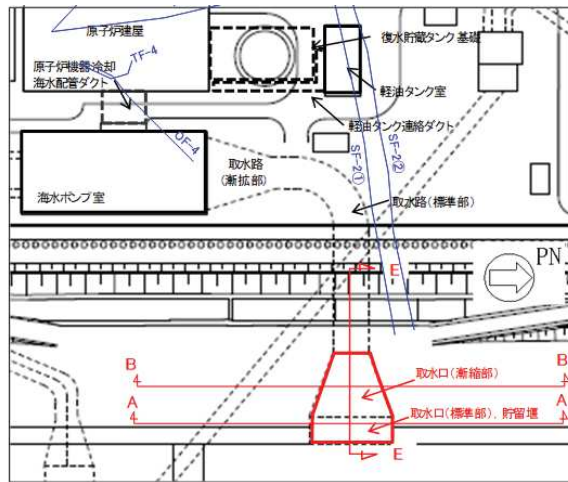 原子炉建屋
復水貯蔵タンク基礎
TF-4
原子炉機器冷却
海水配管ダクト
軽油タンク室
OF-4
軽油タンク連絡ダクト
SF-2①
SF-2②
取水路
(漸拡部)
海水ポンプ室
取水路(標準部)
E
PN
B
B
取水口(漸縮部)
A
A
取水口(標準部), 貯留堰
E